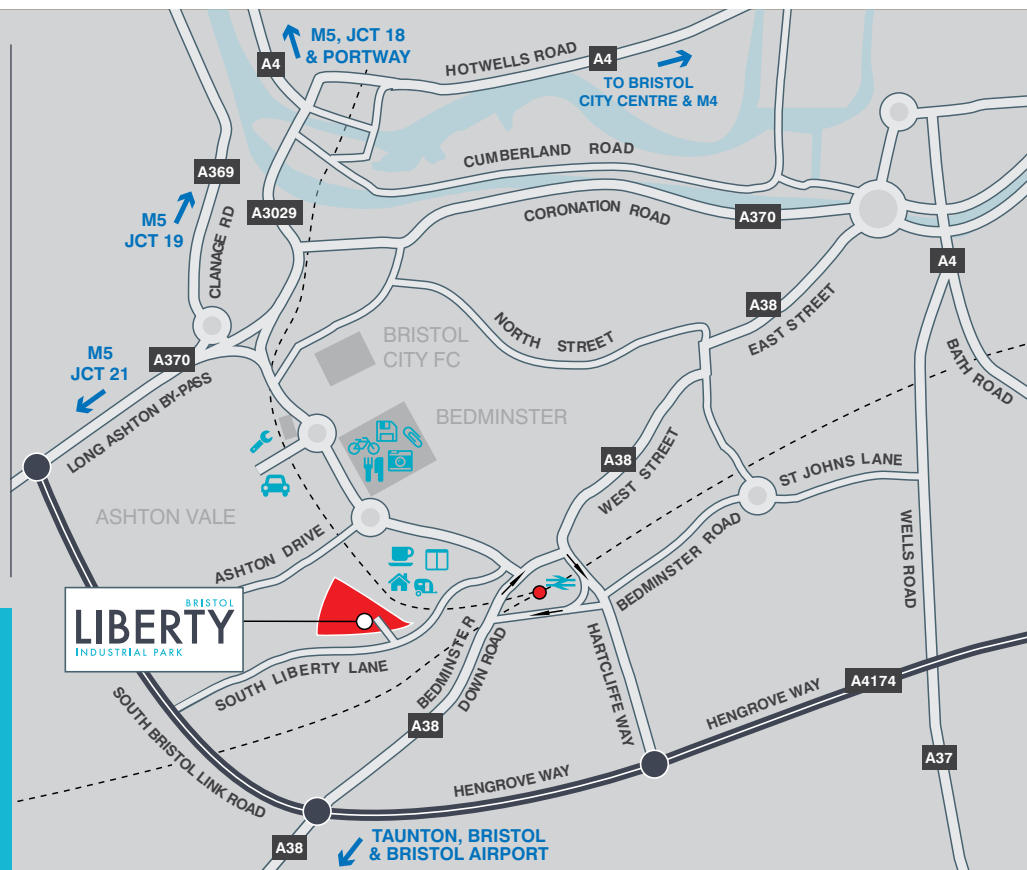 M5, JCT 18
& PORTWAY
A4
HOTWELLS ROAD
A4
TO BRISTOL
CITY CENTRE & M4
CUMBERLAND ROAD
A369
M5
JCT 19
CLANAGE RD
A3029
CORONATION ROAD
A370
A4
A38
EAST STREET
NORTH STREET
BRISTOL
CITY FC
BATH ROAD
M5
JCT 21
A370
LONG ASHTON BY-PASS
BEDMINSTER
A38
WEST STREET
ST JOHNS LANE
ASHTON VALE
ASHTON DRIVE
BEDMINSTER ROAD
WELLS ROAD
BRISTOL
LIBERTY
INDUSTRIAL PARK
SOUTH LIBERTY LANE
BEDMINSTER
DOWN ROAD
HARTCLIFFE WAY
A4174
HENGROVE WAY
SOUTH BRISTOL LINK ROAD
A38
HENGROVE WAY
A37
A38
TAUNTON, BRISTOL
& BRISTOL AIRPORT